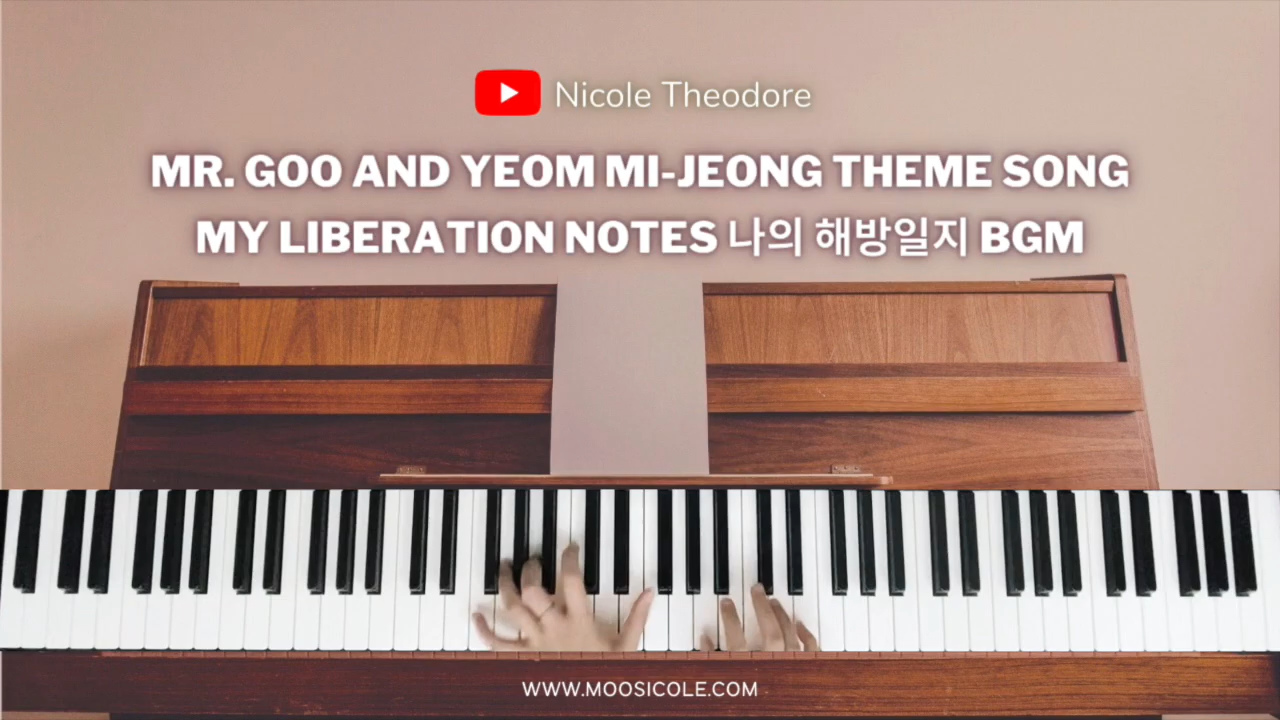 Nicole Theodore
MR. GOO AND YEOM MI-JEONG THEME SONG
MY LIBERATION NOTES 나의 해방일지 BGM
WWW.MOOSICOLE.COM